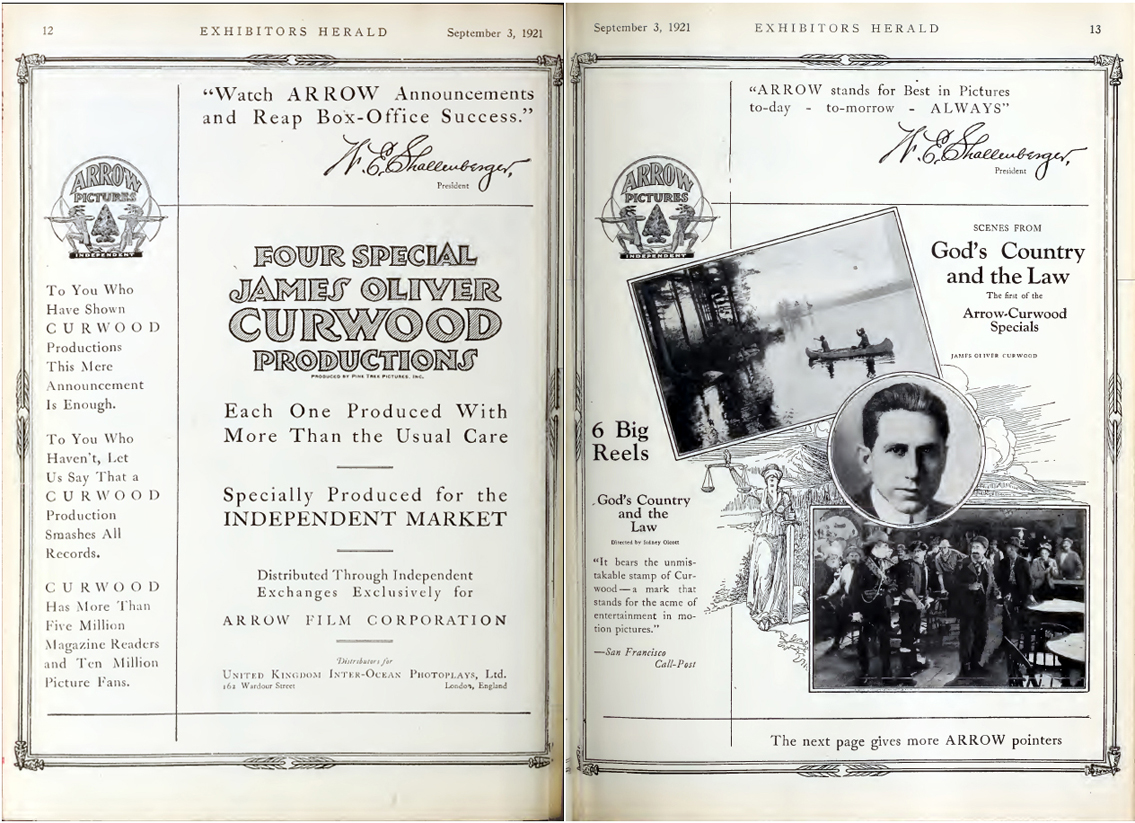 12
EXHIBITORS HERALD
September 3, 1921
"Watch ARROW Announcements
and Reap Box-Office Success."
W. E. Shallenberger,
President
ARROW
PICTURES
INDEPENDENT
To You Who
Have Shown
CURWOOD
Productions
This Mere
Announcement
Is Enough.
To You Who
Haven't, Let
Us Say That a
CURWOOD
Production
Smashes All
Records.
CURWOOD
Has More Than
Five Million
Magazine Readers
and Ten Million
Picture Fans.
FOUR SPECIAL
JAMES OLIVER
CURWOOD
PRODUCTIONS
PRODUCED BY PINE TREE PICTURES, INC.
Each One Produced With
More Than the Usual Care
Specially Produced for the
INDEPENDENT MARKET
Distributed Through Independent
Exchanges Exclusively for
ARROW FILM CORPORATION
Distributors for
UNITED KINGDOM INTER-OCEAN PHOTOPLAYS, LTD.
162 Wardour Street London, England
September 3, 1921
EXHIBITORS HERALD
13
"ARROW stands for Best in Pictures
to-day - to-morrow - ALWAYS"
W. E. Shallenberger,
President
ARROW
PICTURES
INDEPENDENT
SCENES FROM
God's Country
and the Law
The first of the
Arrow-Curwood
Specials
JAMES OLIVER CURWOOD
6 Big
Reels
God's Country
and the
Law
Directed by Sidney Olcott
"It bears the unmis-
takable stamp of Cur-
wood—a mark that
stands for the acme of
entertainment in mo-
tion pictures."
—San Francisco
Call-Post
The next page gives more ARROW pointers